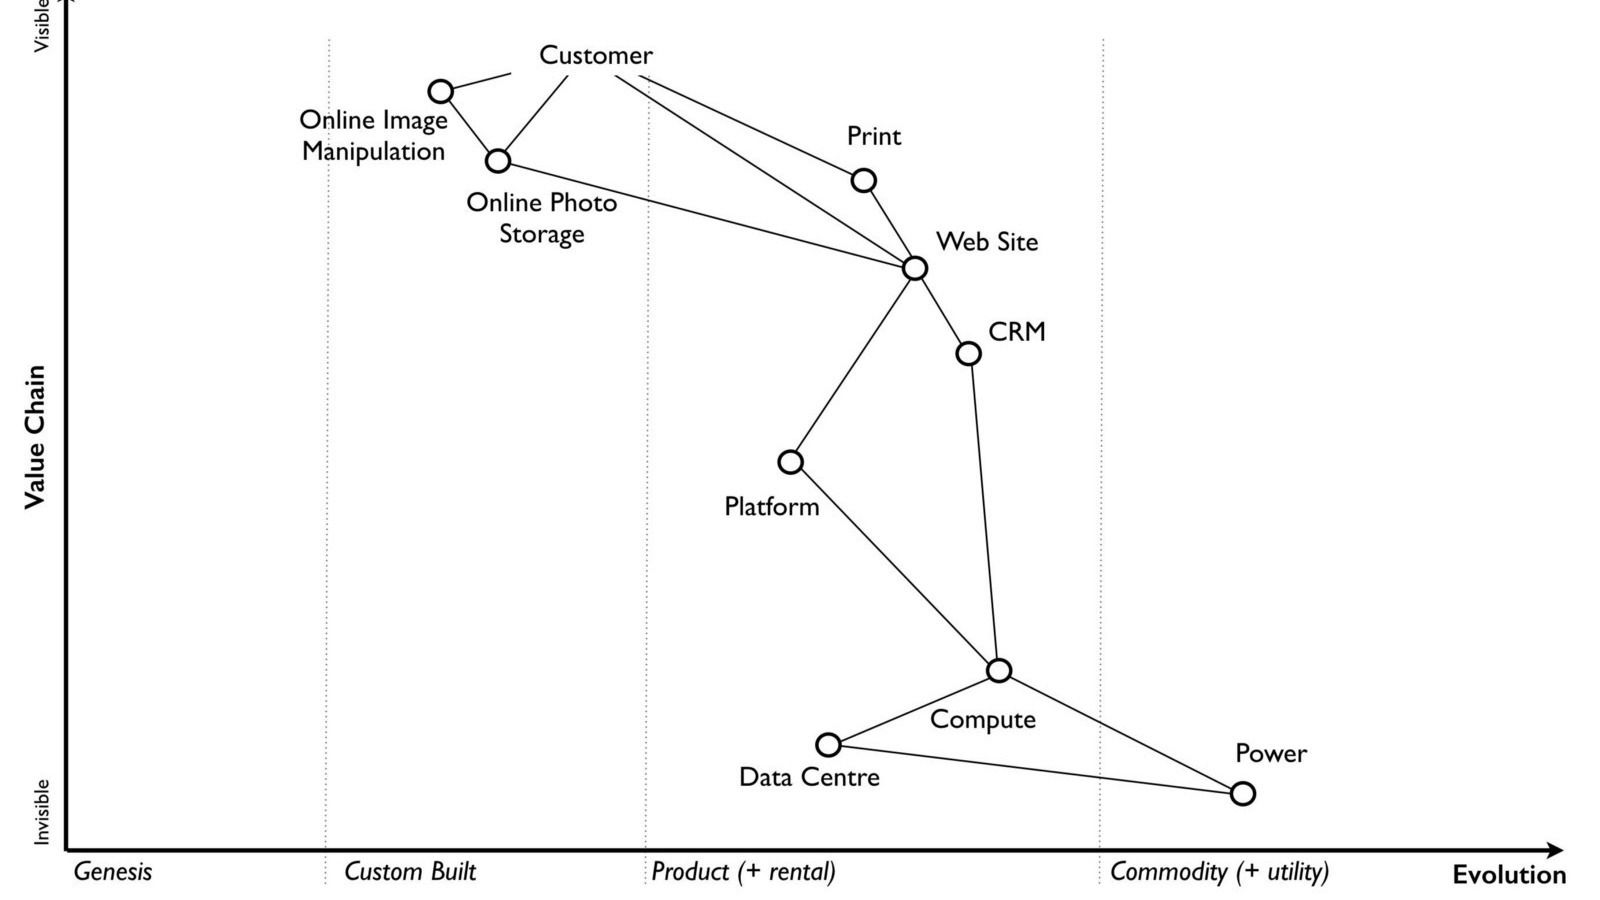 Visible
Customer
Online Image
Manipulation
Print
Online Photo
Storage
Web Site
CRM
Value Chain
Platform
Compute
Power
Data Centre
Invisible
Genesis
Custom Built
Product (+ rental)
Commodity (+ utility)
Evolution